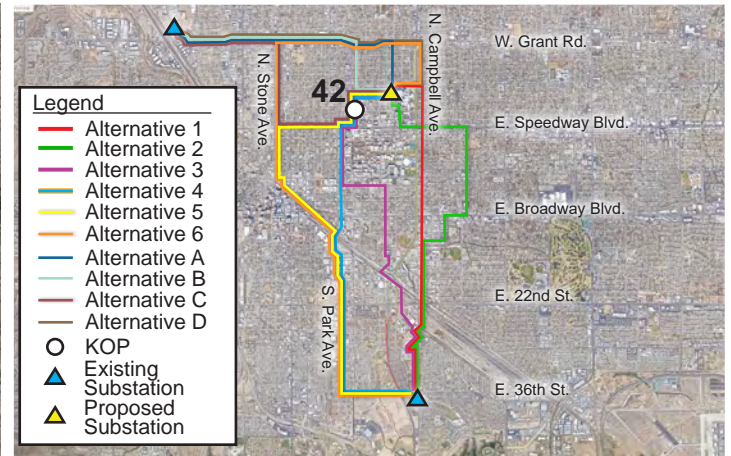 Legend
Alternative 1
Alternative 2
Alternative 3
Alternative 4
Alternative 5
Alternative 6
Alternative A
Alternative B
Alternative C
Alternative D
KOP
Existing
Substation
Proposed
Substation
42
N. Stone Ave.
N. Campbell Ave.
S. Park Ave.
W. Grant Rd.
E. Speedway Blvd.
E. Broadway Blvd.
E. 22nd St.
E. 36th St.